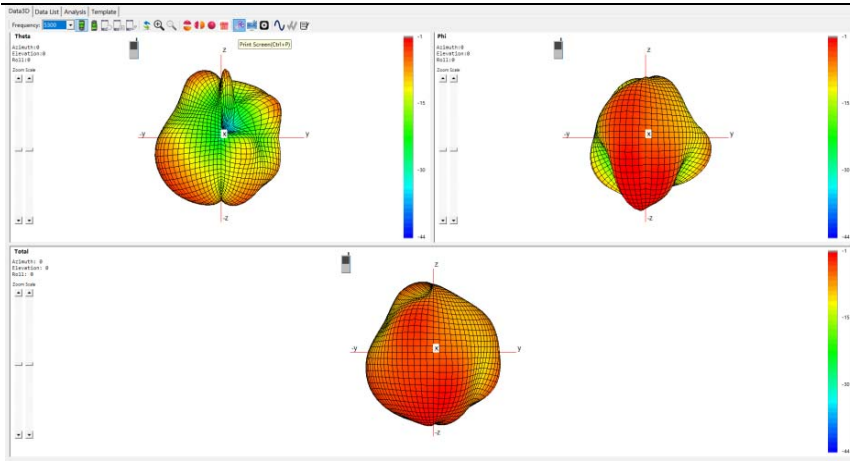 Data3D Data List Analysis Template
Frequency: 5300
Print Screen(Ctrl+P)
Theta
Azimuth:0
Elevation:0
Roll:0
Zoom Scale
z
-y
x
y
-z
-1
-15
-30
-44
Phi
Azimuth:0
Elevation:0
Roll:0
Zoom Scale
z
-y
x
y
-z
-1
-15
-30
-44
Total
Azimuth: 0
Elevation: 0
Roll: 0
Zoom Scale
z
-y
x
y
-z
-1
-15
-30
-44